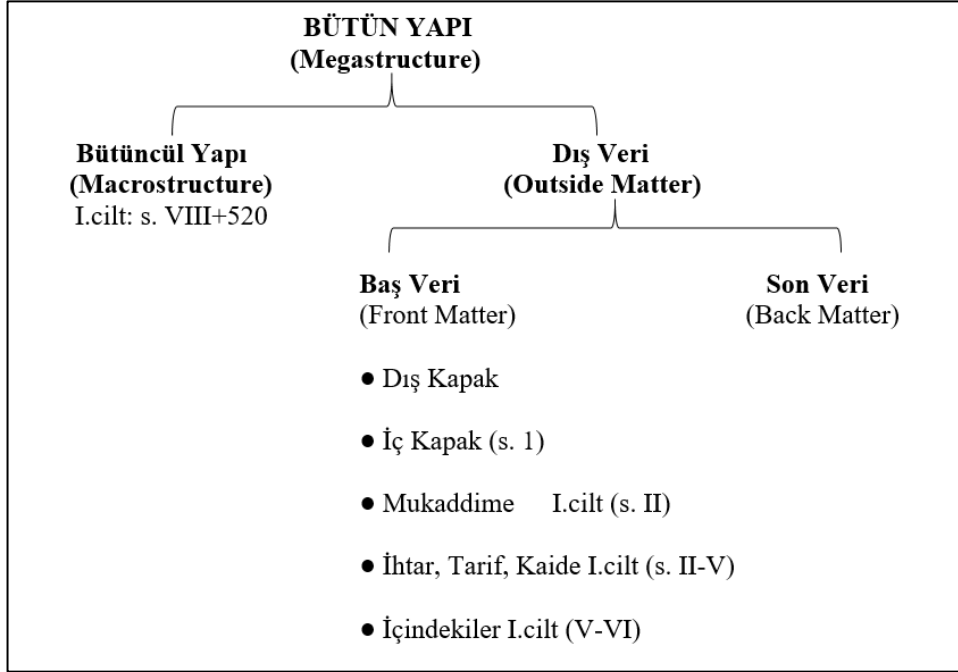 BÜTÜN YAPI
(Megastructure)
Bütüncül Yapı
(Macrostructure)
I.cilt: s. VIII+520
Dış Veri
(Outside Matter)
Baş Veri
(Front Matter)
Son Veri
(Back Matter)
● Dış Kapak
● İç Kapak (s. 1)
● Mukaddime I.cilt (s. II)
● İhtar, Tarif, Kaide I.cilt (s. II-V)
● İçindekiler I.cilt (V-VI)